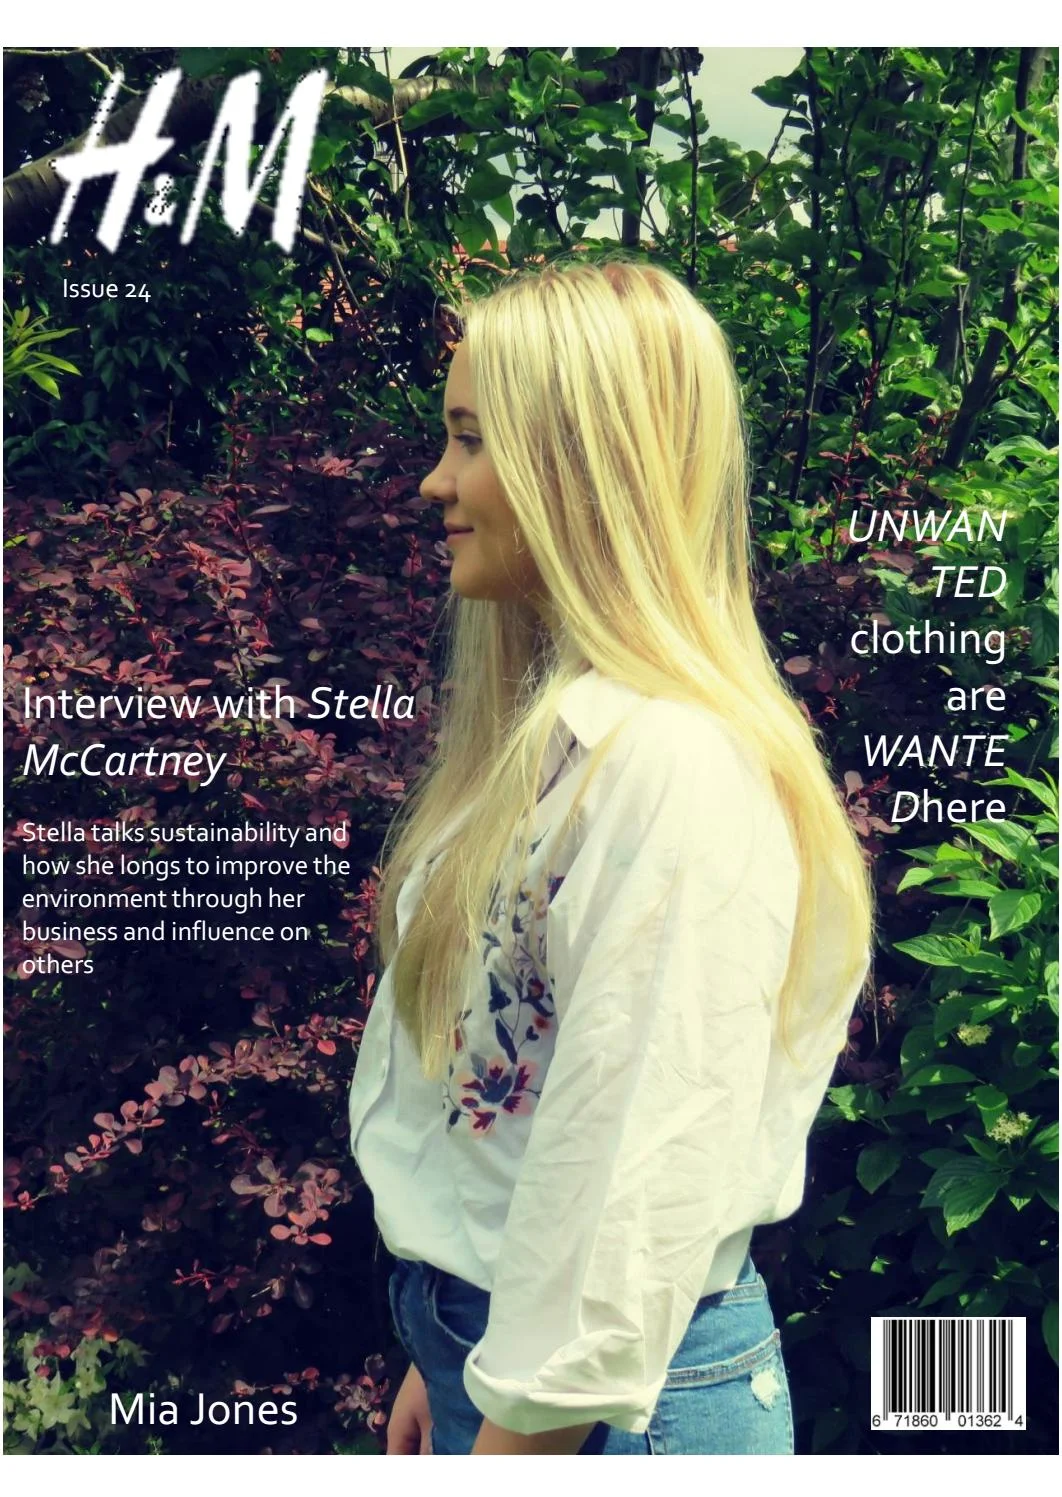 H&M
Issue 24
UNWAN
TED
clothing
are
WANTE
Dhere
Interview with Stella
McCartney
Stella talks sustainability and
how she longs to improve the
environment through her
business and influence on
others
Mia Jones
6 71860 01362 4